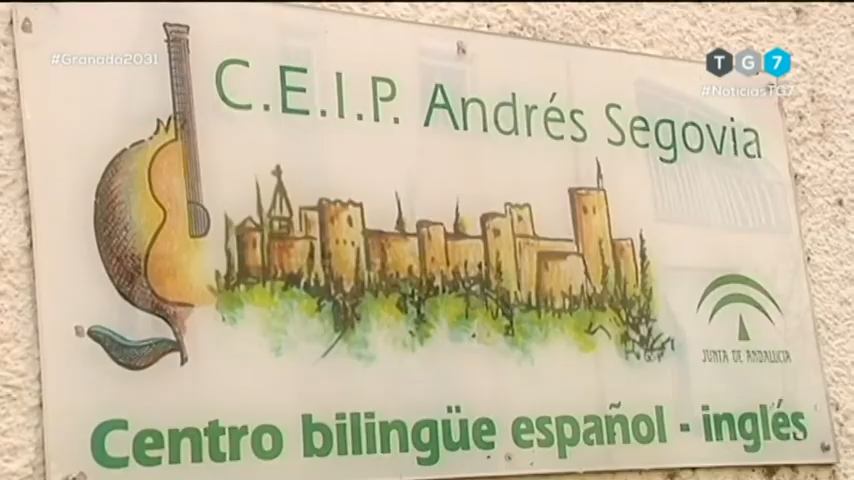 #Granada2031
TG7
#NoticiasTG7
C.E.I.P. Andrés Segovia
JUNTA DE ANDALUCIA
Centro bilingüe español - inglés